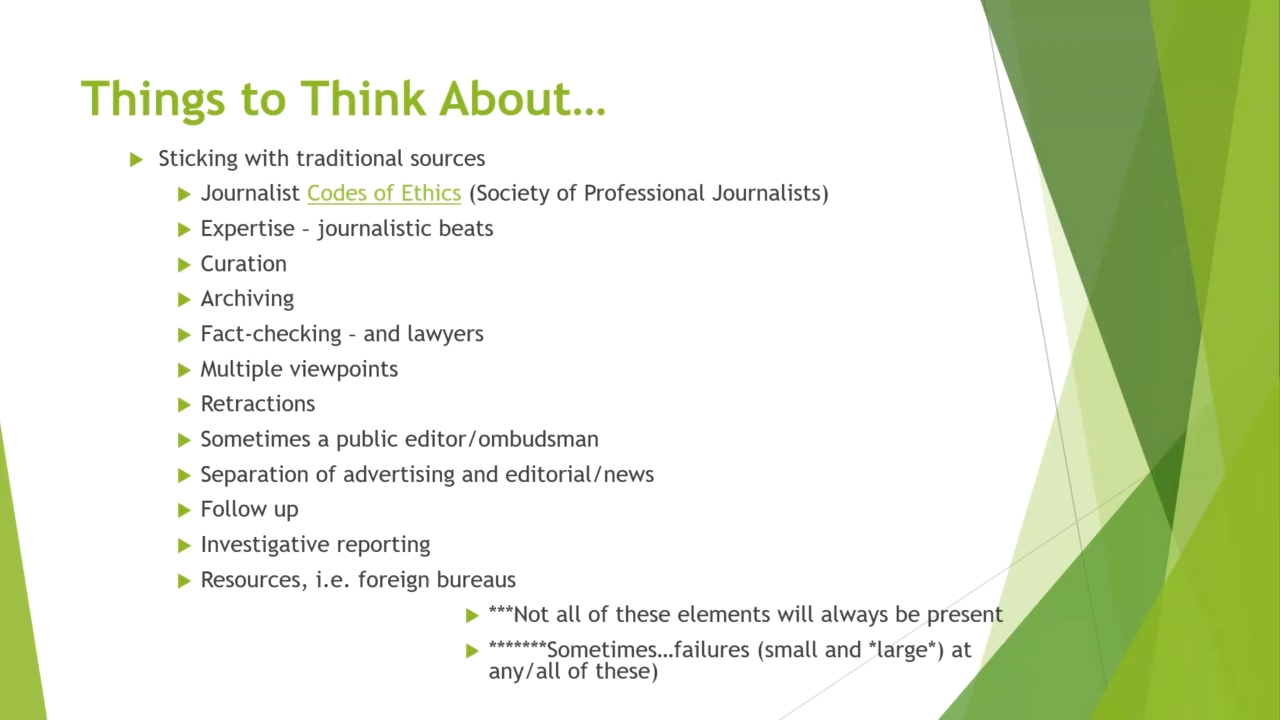 Things to Think About…
Sticking with traditional sources
Journalist Codes of Ethics (Society of Professional Journalists)
Expertise – journalistic beats
Curation
Archiving
Fact-checking – and lawyers
Multiple viewpoints
Retractions
Sometimes a public editor/ombudsman
Separation of advertising and editorial/news
Follow up
Investigative reporting
Resources, i.e. foreign bureaus
***Not all of these elements will always be present
*******Sometimes…failures (small and *large*) at
any/all of these)